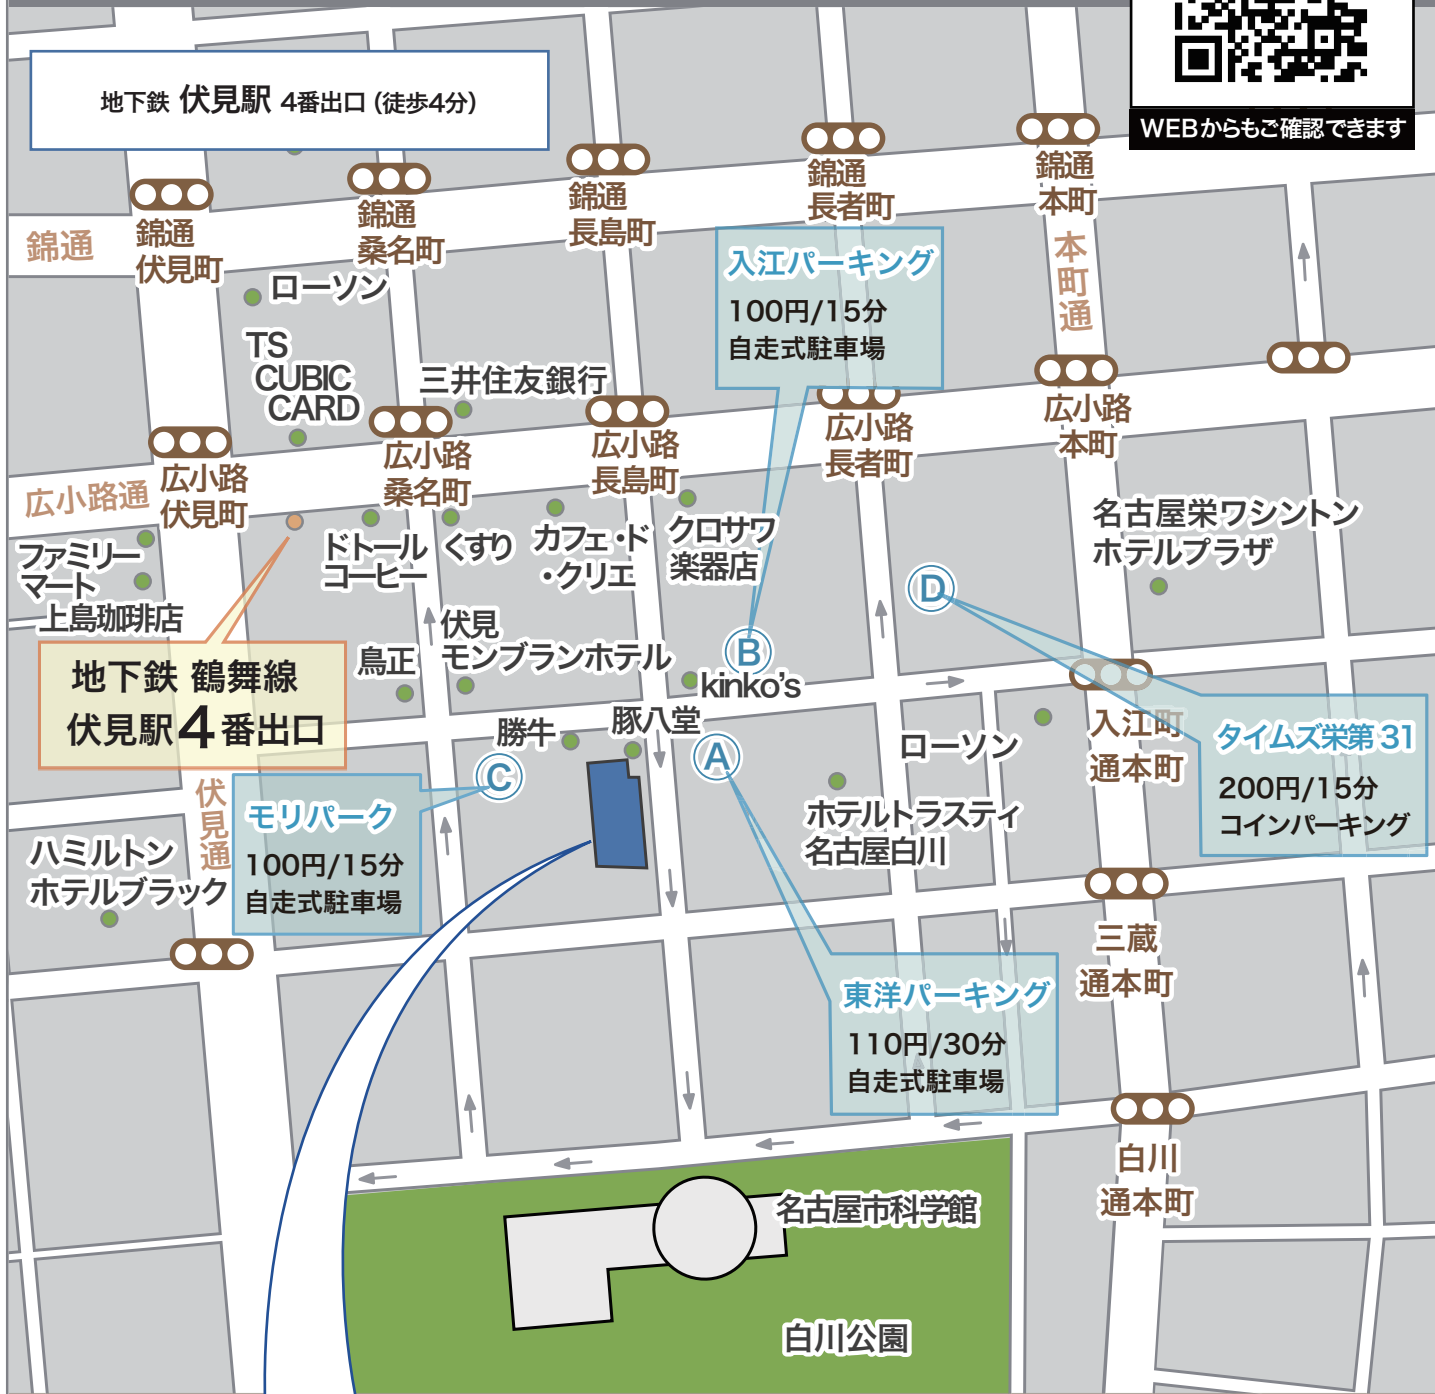 地下鉄 伏見駅 4番出口 (徒歩4分)
WEBからもご確認できます
錦通
伏見町
錦通
桑名町
錦通
長島町
錦通
長者町
錦通
本町
錦通
本町通
ローソン
TS
CUBIC
CARD
三井住友銀行
入江パーキング
100円/15分
自走式駐車場
広小路
伏見町
広小路
桑名町
広小路
長島町
広小路
長者町
広小路
本町
広小路通
ファミリー
マート
上島珈琲店
ドトール
コーヒー
くすり
カフェ・ド
・クリエ
クロサワ
楽器店
名古屋栄ワシントン
ホテルプラザ
D
B
kinko's
地下鉄 鶴舞線
伏見駅4番出口
鳥正
伏見
モンブランホテル
勝牛
豚八堂
C
A
ローソン
入江町
通本町
タイムズ栄第31
200円/15分
コインパーキング
伏見通
モリパーク
100円/15分
自走式駐車場
ハミルトン
ホテルブラック
ホテルトラスティ
名古屋白川
三蔵
通本町
東洋パーキング
110円/30分
自走式駐車場
白川
通本町
名古屋市科学館
白川公園